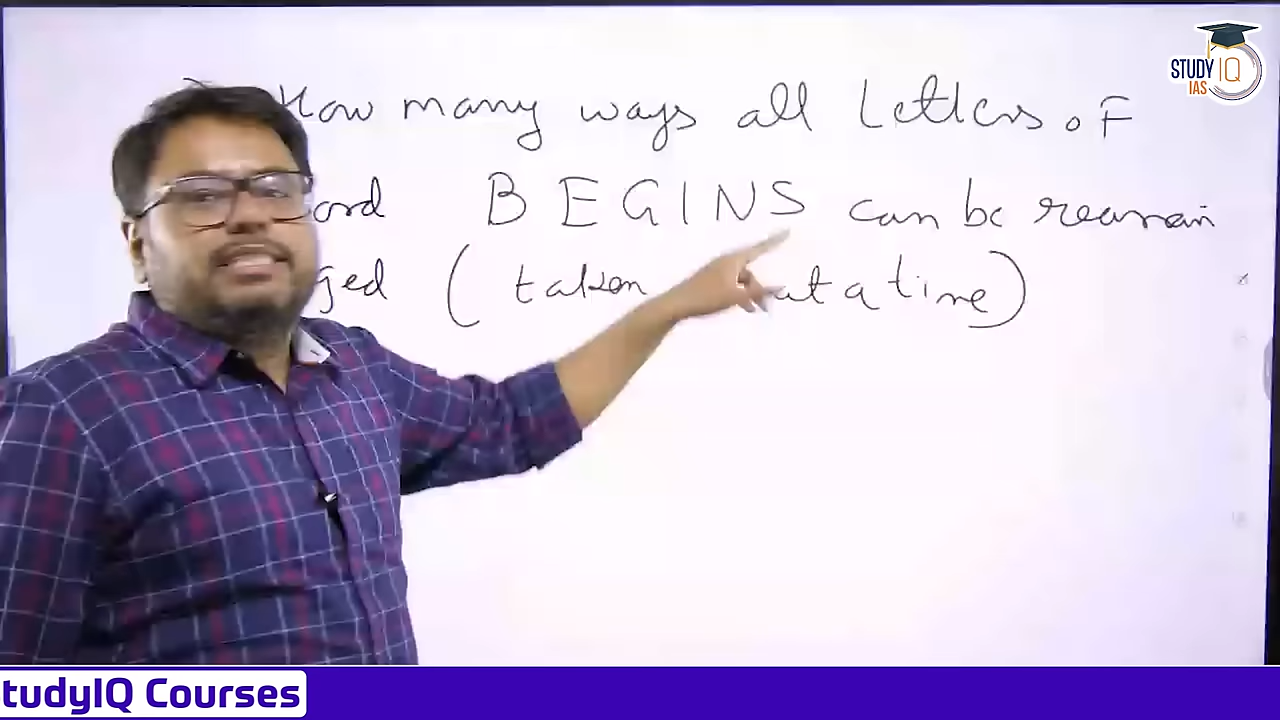 STUDY IQ
IAS
How many ways all Letters of
BEGINS can be rearran
ged (taken at a time)
tudyIQ Courses